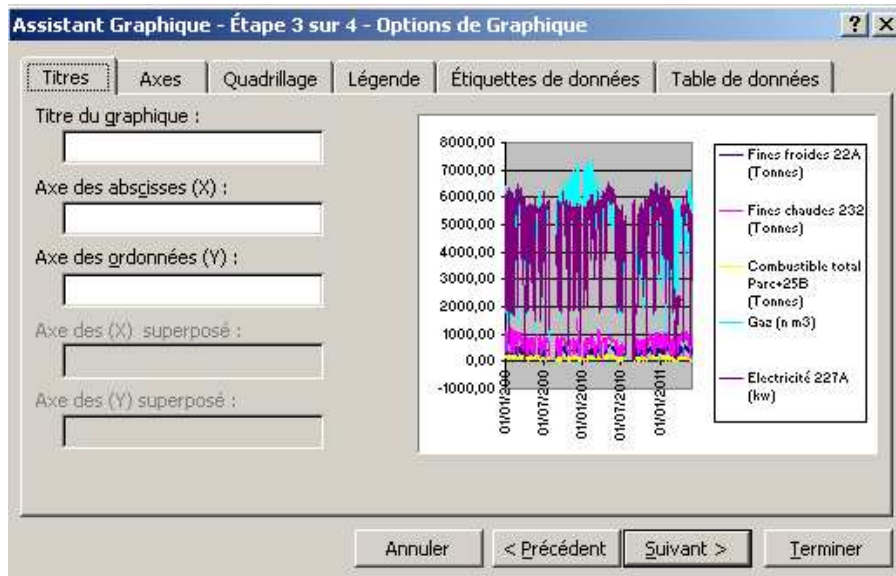 Assistant Graphique - Étape 3 sur 4 - Options de Graphique
Titres Axes Quadrillage Légende Étiquettes de données Table de données
Titre du graphique :
Axe des abscisses (X) :
Axe des ordonnées (Y) :
Axe des (X) superposé :
Axe des (Y) superposé :
8000,00
7000,00
6000,00
5000,00
4000,00
3000,00
2000,00
1000,00
0,00
-1000,00
01/01/200
01/07/200
01/01/2010
01/07/2010
01/01/2011
Fines froides 22A
(Tonnes)
Fines chaudes 232
(Tonnes)
Combustible total
Parc+25B
(Tonnes)
Gaz (n m3)
Electricité 227A
(kw)
Annuler < Précédent Suivant > Terminer